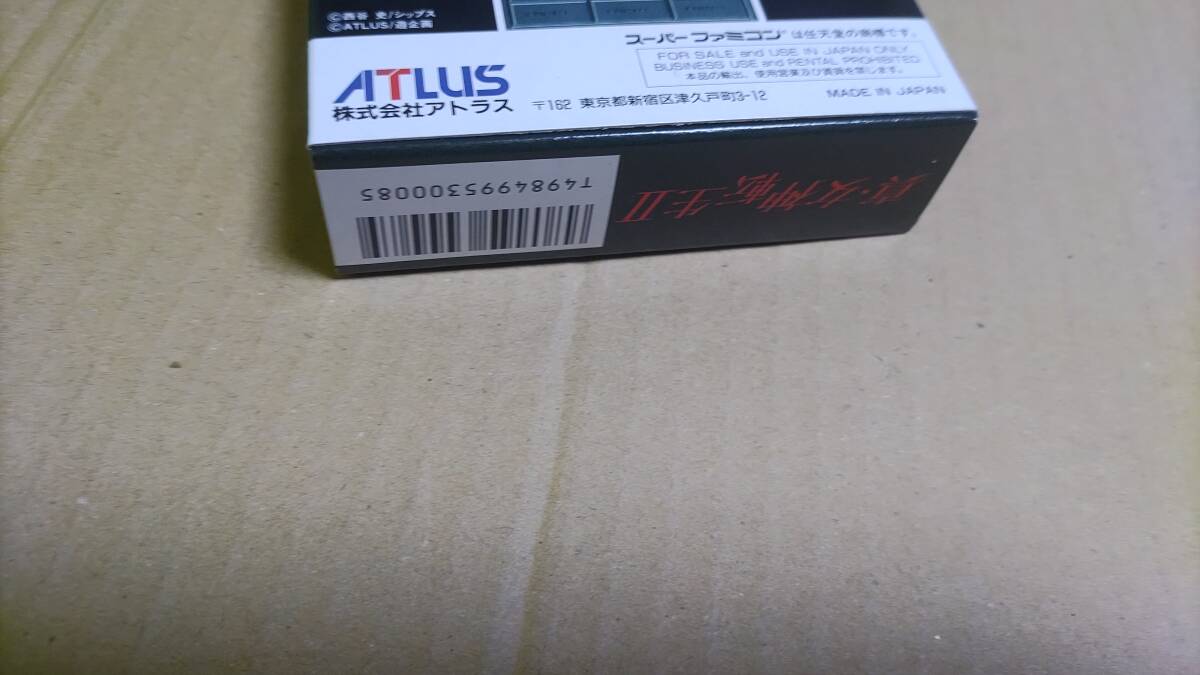 ©西谷 史/シップス
©ATLUS/遊企画
スーパーファミコン®は任天堂の商標です。
FOR SALE and USE IN JAPAN ONLY
BUSINESS USE and RENTAL PROHIBITED
本品の輸出、使用営業及び賃貸を禁じます。
ATLUS
株式会社アトラス
〒162 東京都新宿区津久戸町3-12
MADE IN JAPAN
真・女神転生II
T4984995300085